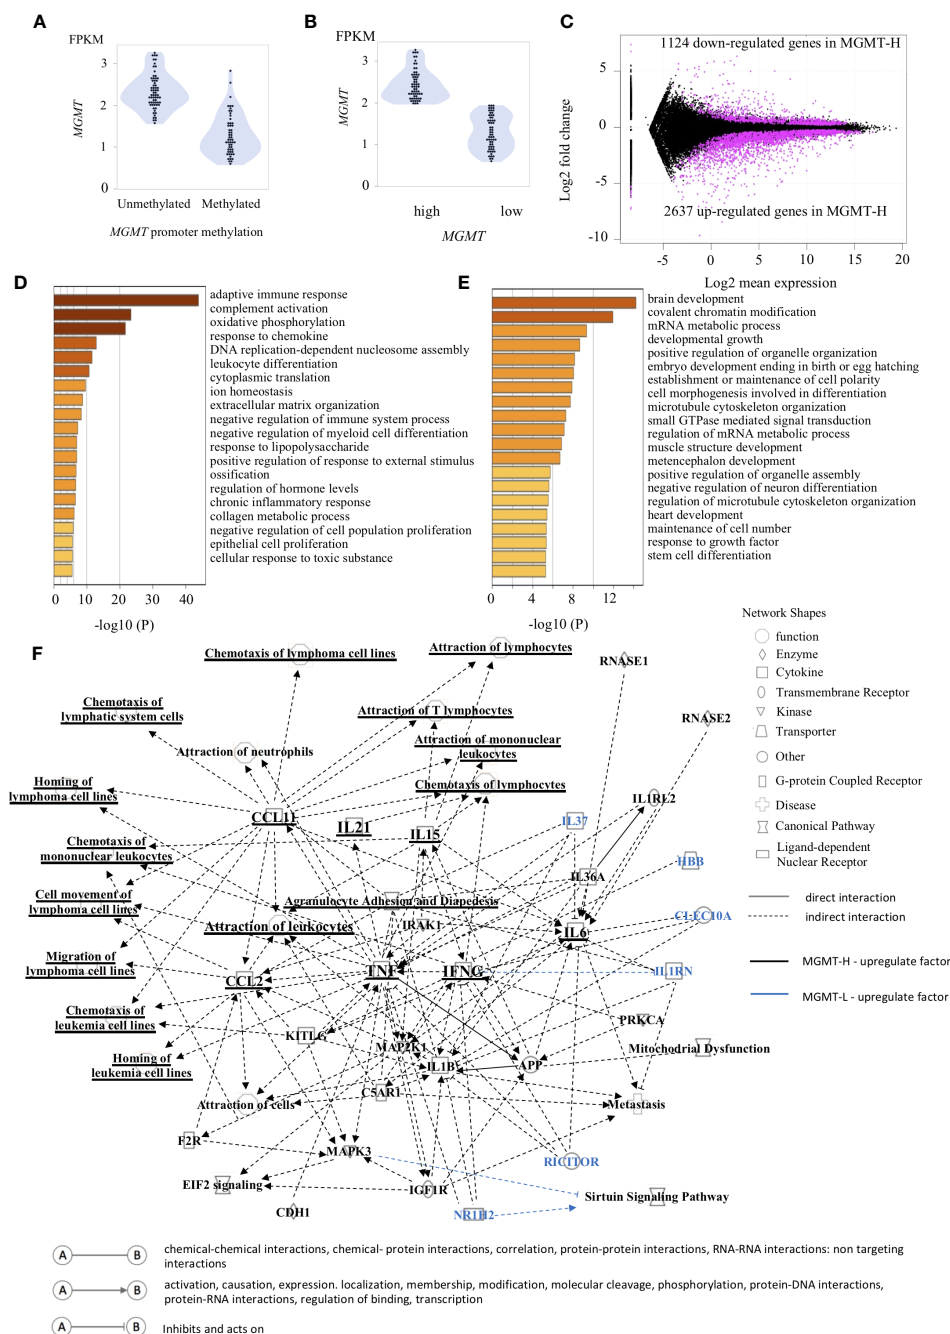 A
FPKM
3
2
1
0
MGMT
Unmethylated
Methylated
MGMT promoter methylation
B
FPKM
3
2
1
0
MGMT
high
low
MGMT
C
1124 down-regulated genes in MGMT-H
2637 up-regulated genes in MGMT-H
5
0
-5
-10
Log2 fold change
-5
0
5
10
15
20
Log2 mean expression
D
adaptive immune response
complement activation
oxidative phosphorylation
response to chemokine
DNA replication-dependent nucleosome assembly
leukocyte differentiation
cytoplasmic translation
ion homeostasis
extracellular matrix organization
negative regulation of immune system process
negative regulation of myeloid cell differentiation
response to lipopolysaccharide
positive regulation of response to external stimulus
ossification
regulation of hormone levels
chronic inflammatory response
collagen metabolic process
negative regulation of cell population proliferation
epithelial cell proliferation
cellular response to toxic substance
0
10
20
30
40
-log10 (P)
E
brain development
covalent chromatin modification
mRNA metabolic process
developmental growth
positive regulation of organelle organization
embryo development ending in birth or egg hatching
establishment or maintenance of cell polarity
cell morphogenesis involved in differentiation
microtubule cytoskeleton organization
small GTPase mediated signal transduction
regulation of mRNA metabolic process
muscle structure development
metencephalon development
positive regulation of organelle assembly
negative regulation of neuron differentiation
regulation of microtubule cytoskeleton organization
heart development
maintenance of cell number
response to growth factor
stem cell differentiation
0
4
8
12
-log10 (P)
F
Chemotaxis of lymphoma cell lines
Attraction of lymphocytes
RNASE1
Chemotaxis of
lymphatic system cells
Attraction of T lymphocytes
RNASE2
Attraction of neutrophils
Attraction of mononuclear
leukocytes
Homing of
lymphoma cell lines
Chemotaxis of lymphocytes
IL1RL2
CCL11
IL21
IL15
IL37
Chemotaxis of
mononuclear leukocytes
HBB
IL36A
Cell movement of
lymphoma cell lines
Agranulocyte Adhesion and Diapedesis
CLEC10A
Attraction of leukocytes
IRAK1
IL6
Migration of
lymphoma cell lines
CCL2
TNF
IFNG
IL1RN
Chemotaxis of
leukemia cell lines
KITLG
PRKCA
MAP2K1
Mitochodrial Dysfunction
Homing of
leukemia cell lines
IL1B
APP
C5AR1
Attraction of cells
Metastasis
F2R
MAPK3
RICTOR
EIF2 signaling
IGF1R
Sirtuin Signaling Pathway
CDH1
NR1H2
Network Shapes
function
Enzyme
Cytokine
Transmembrane Receptor
Kinase
Transporter
Other
G-protein Coupled Receptor
Disease
Canonical Pathway
Ligand-dependent
Nuclear Receptor
direct interaction
indirect interaction
MGMT-H - upregulate factor
MGMT-L - upregulate factor
A
B
chemical-chemical interactions, chemical- protein interactions, correlation, protein-protein interactions, RNA-RNA interactions: non targeting
interactions
A
B
activation, causation, expression. localization, membership, modification, molecular cleavage, phosphorylation, protein-DNA interactions,
protein-RNA interactions, regulation of binding, transcription
A
B
Inhibits and acts on